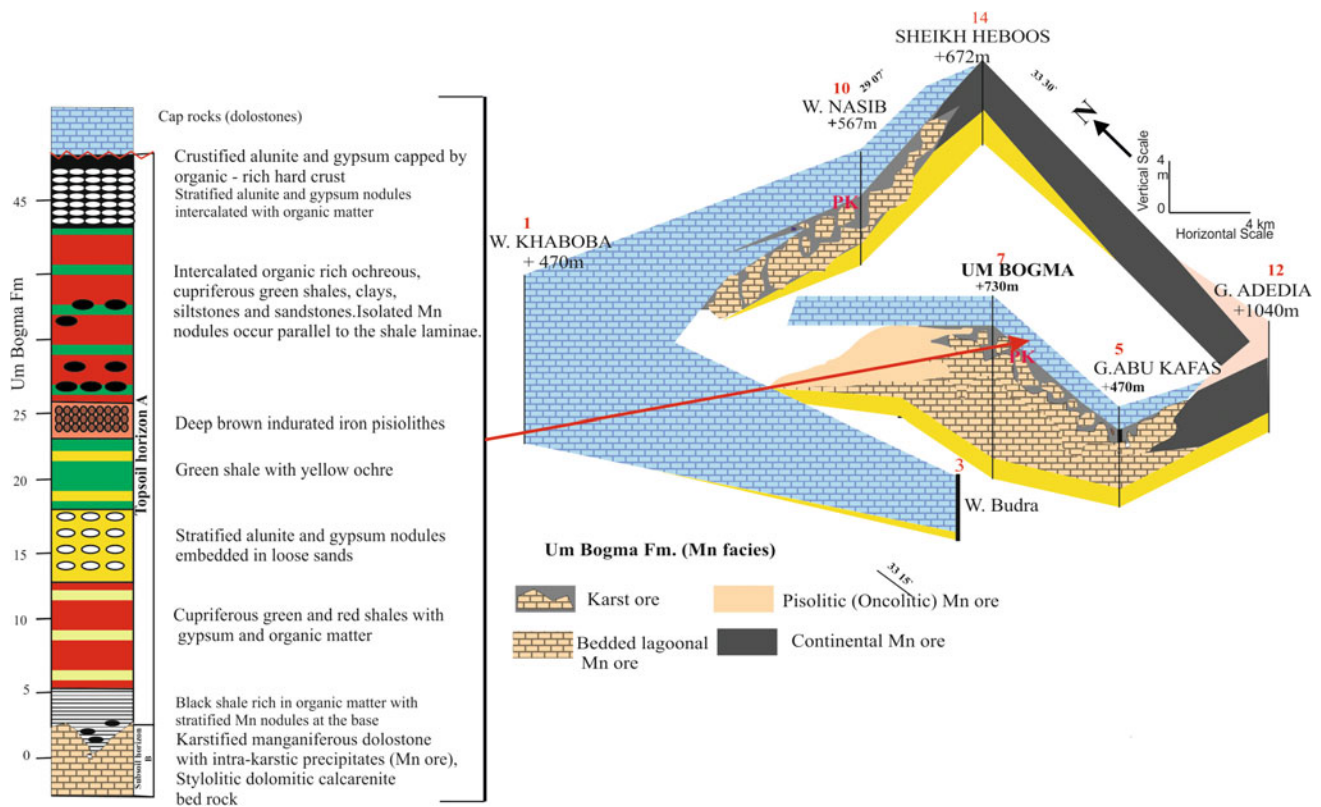 Um Bogma Fm
45
25
20
15
10
5
0
Topsoil horizon A
Subsoil horizon
B
Cap rocks (dolostones)
Crustified alunite and gypsum capped by
organic - rich hard crust
Stratified alunite and gypsum nodules
intercalated with organic matter
Intercalated organic rich ochreous,
cupriferous green shales, clays,
siltstones and sandstones.Isolated Mn
nodules occur parallel to the shale laminae.
Deep brown indurated iron pisiolithes
Green shale with yellow ochre
Stratified alunite and gypsum nodules
embedded in loose sands
Cupriferous green and red shales with
gypsum and organic matter
Black shale rich in organic matter with
stratified Mn nodules at the base
Karstified manganiferous dolostone
with intra-karstic precipitates (Mn ore),
Stylolitic dolomitic calcarenite
bed rock
14
SHEIKH HEBOOS
+672m
29 07'
33 30'
N
10
W. NASIB
+567m
Vertical Scale
4
m
0
4 km
Horizontal Scale
PK
1
W. KHABOBA
+ 470m
7
UM BOGMA
+730m
12
G. ADEDIA
+1040m
PK
5
G.ABU KAFAS
+470m
3
W. Budra
33 15'
Um Bogma Fm. (Mn facies)
Karst ore
Pisolitic (Oncolitic) Mn ore
Bedded lagoonal
Mn ore
Continental Mn ore